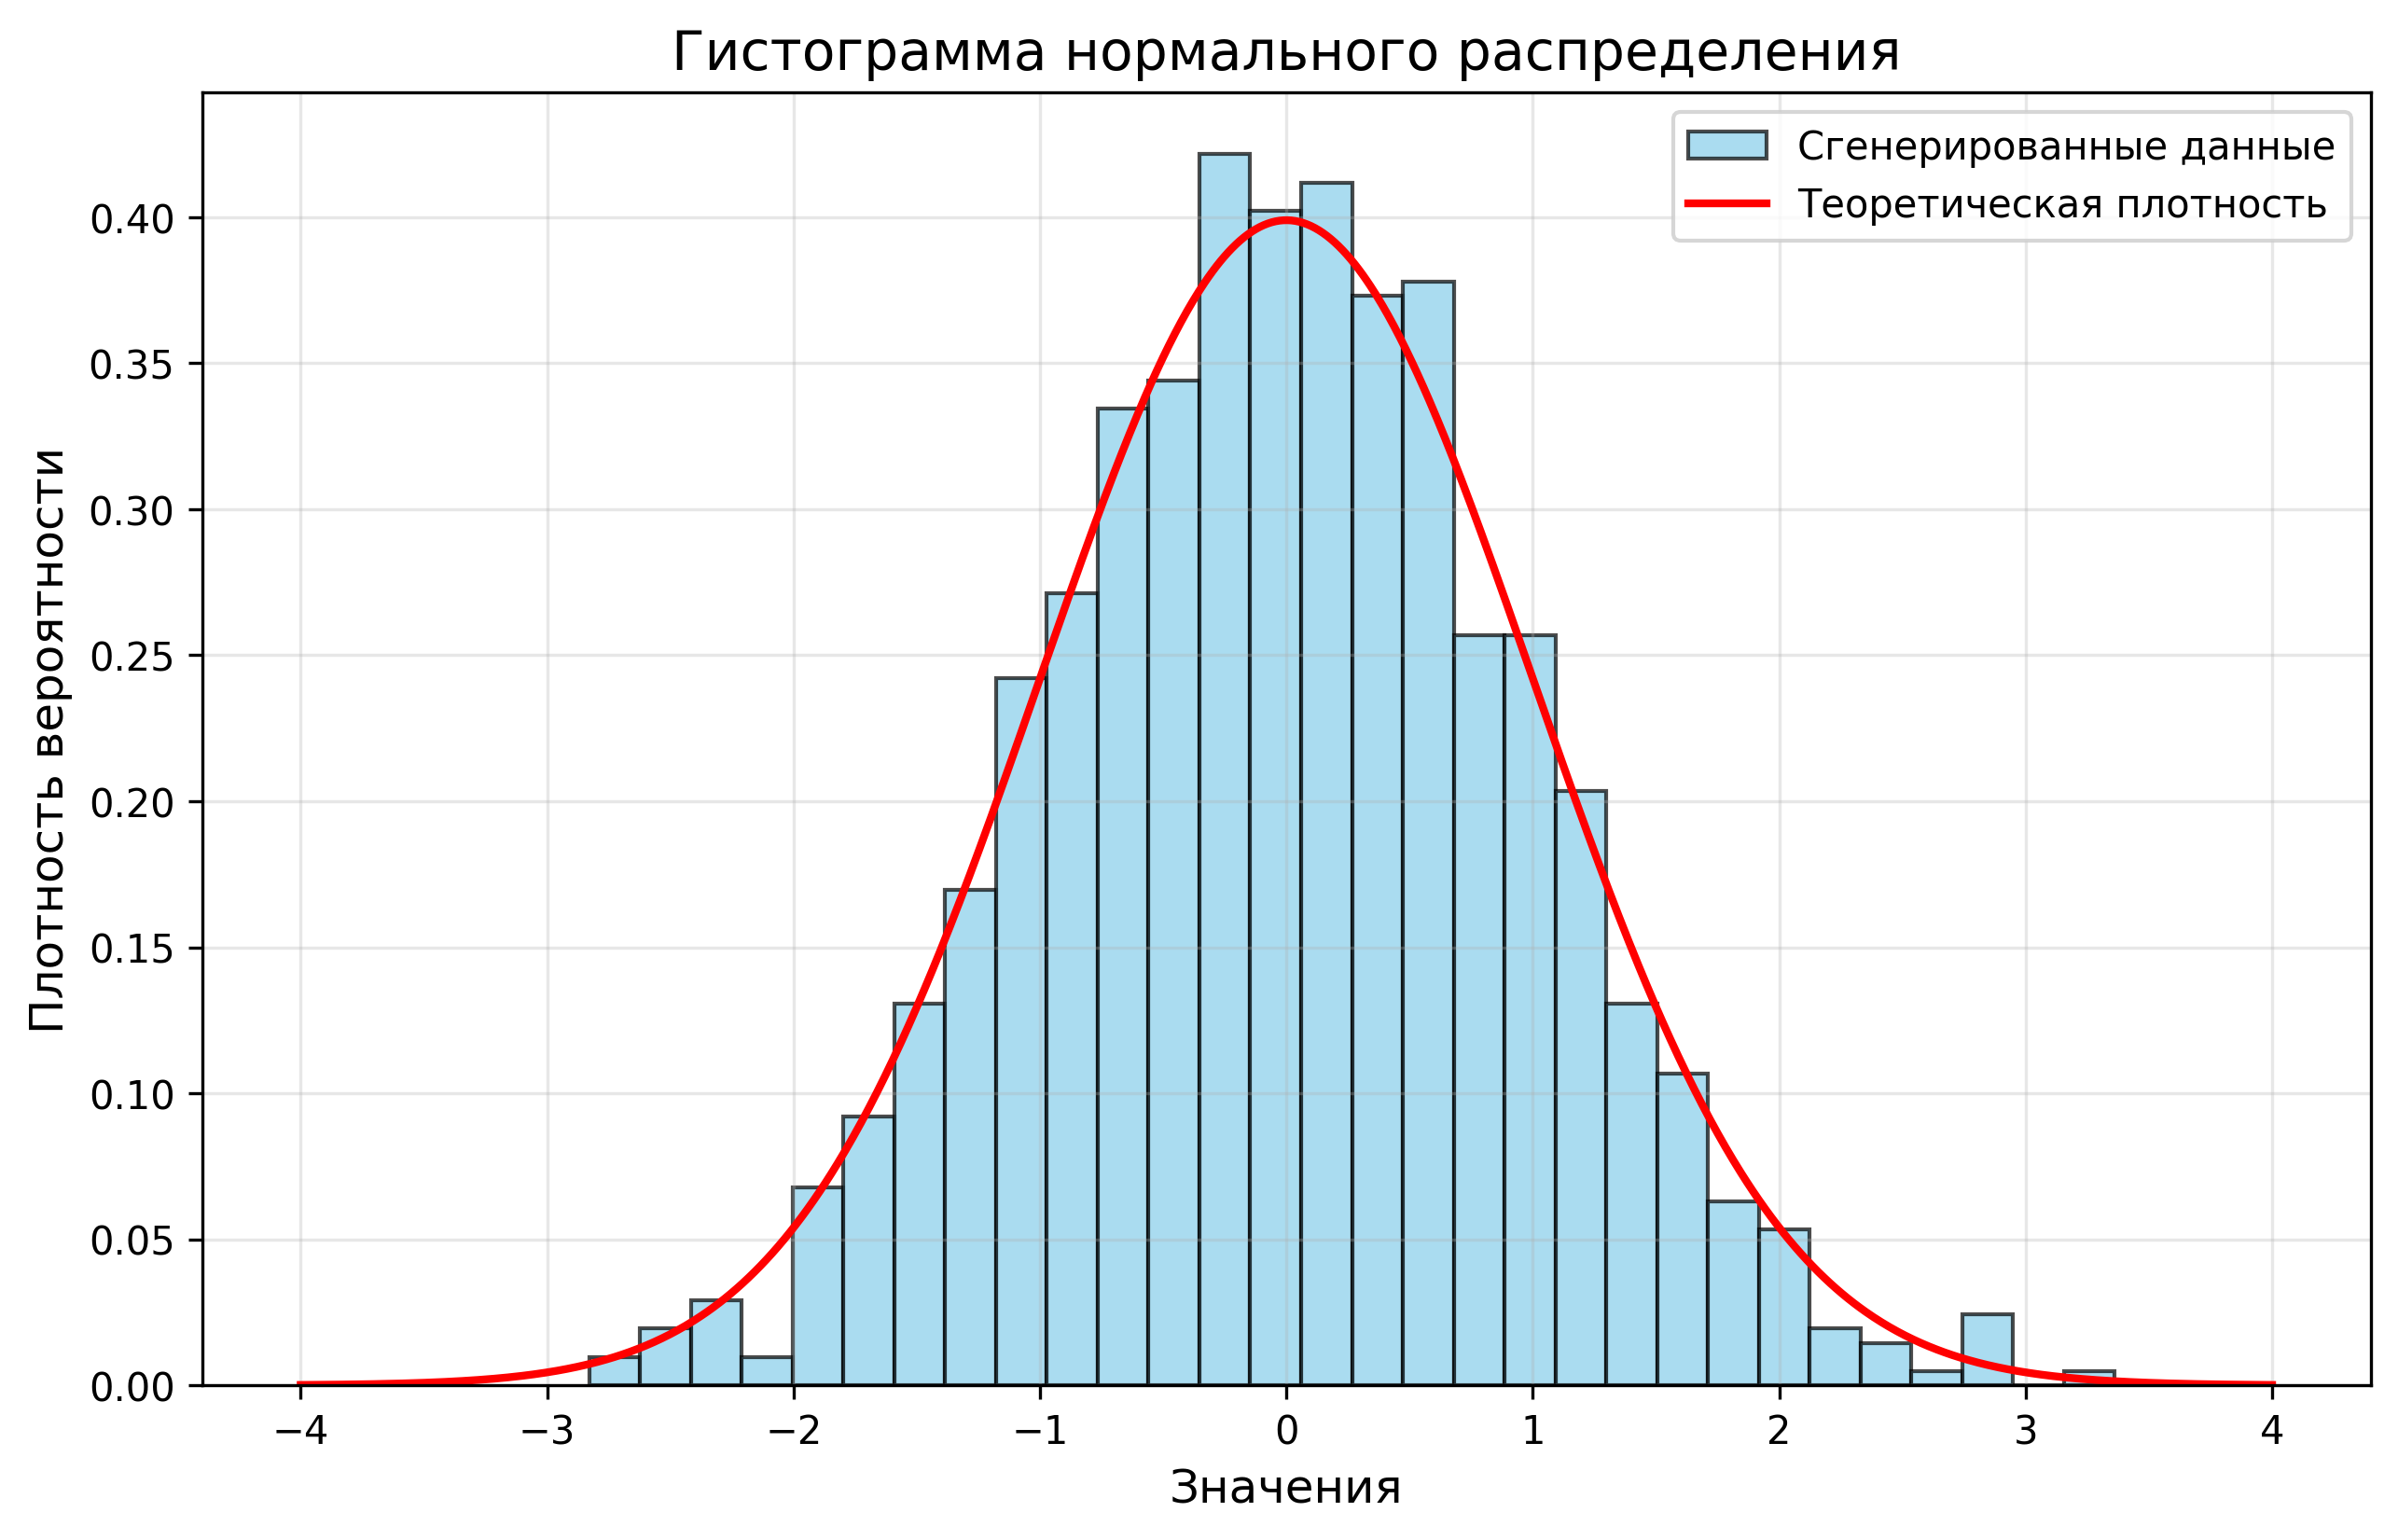 Гистограмма нормального распределения
Сгенерированные данные
Теоретическая плотность
Плотность вероятности
0.40
0.35
0.30
0.25
0.20
0.15
0.10
0.05
0.00
−4 −3 −2 −1 0 1 2 3 4
Значения